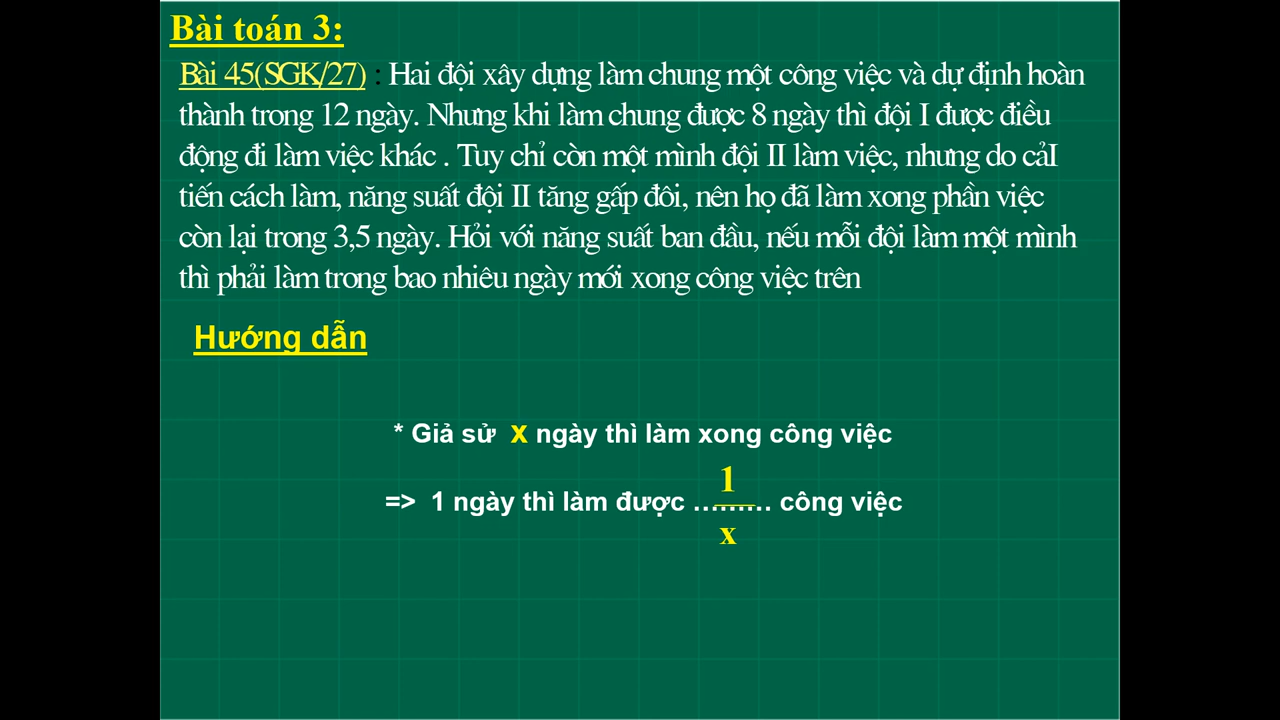 Bài toán 3:
Bài 45(SGK/27) : Hai đội xây dựng làm chung một công việc và dự định hoàn
thành trong 12 ngày. Nhưng khi làm chung được 8 ngày thì đội I được điều
động đi làm việc khác . Tuy chỉ còn một mình đội II làm việc, nhưng do cảI
tiến cách làm, năng suất đội II tăng gấp đôi, nên họ đã làm xong phần việc
còn lại trong 3,5 ngày. Hỏi với năng suất ban đầu, nếu mỗi đội làm một mình
thì phải làm trong bao nhiêu ngày mới xong công việc trên
Hướng dẫn
* Giả sử x ngày thì làm xong công việc
1
=> 1 ngày thì làm được ……… công việc
x